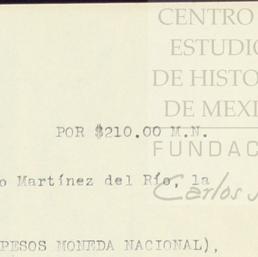 CENTRO
ESTUDIO
DE HISTO
DE MEXI
POR $210.00 M.N.
FUNDAC
o Martínez del Río, la
Carlos
PESOS MONEDA NACIONAL),